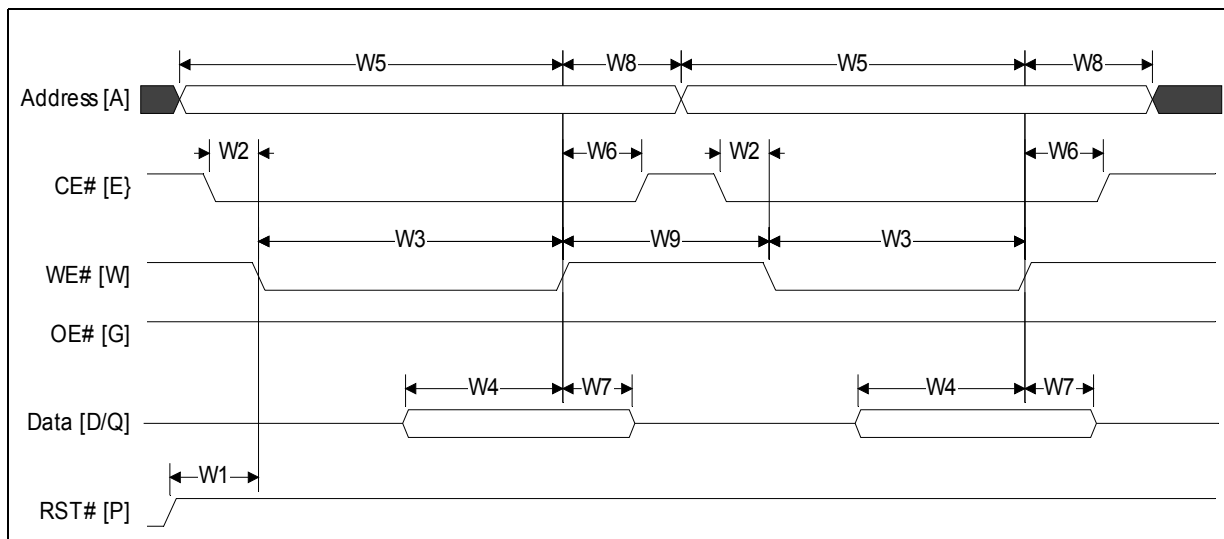 W5 W8 W5 W8
Address [A]
W2 W6 W2 W6
CE# [E}
W3 W9 W3
WE# [W]
OE# [G]
W4 W7 W4 W7
Data [D/Q]
W1
RST# [P]